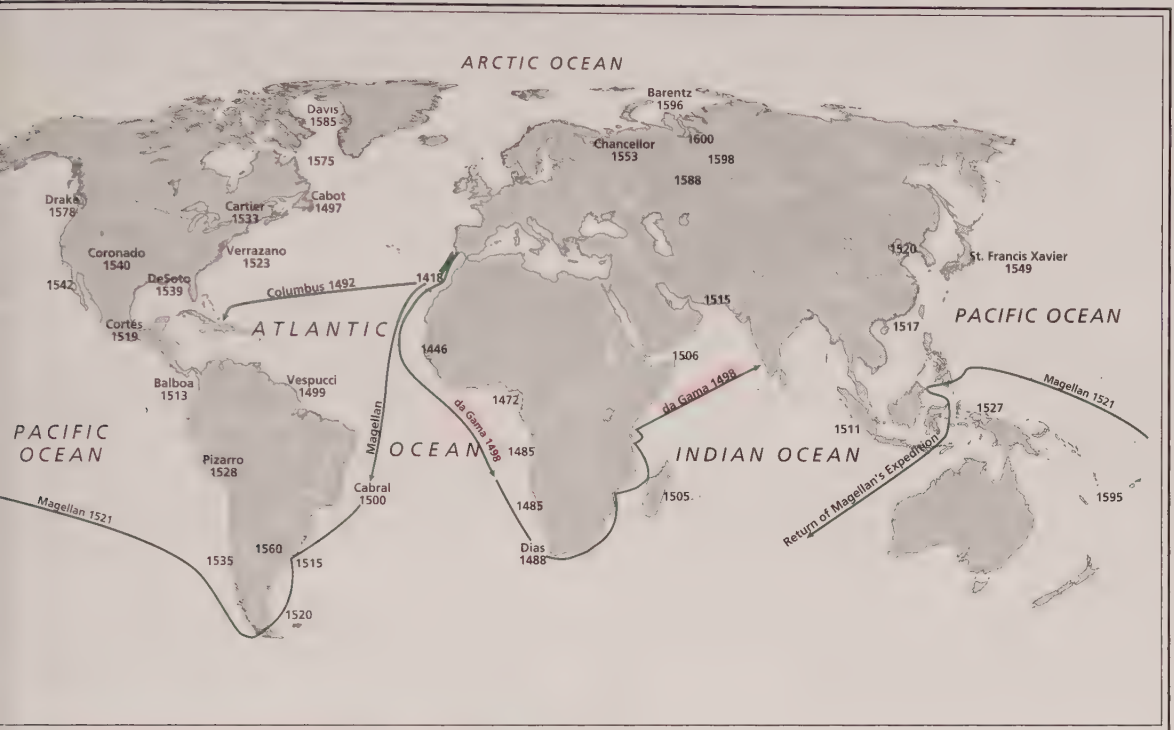 ARCTIC OCEAN
Barentz
1596
Davis
1585
Chancellor
1553
1600
1575
1598
1588
Drake
1578
Cartier
1533
Cabot
1497
Coronado
1540
Verrazano
1523
1520
St. Francis Xavier
1549
1542
DeSoto
1539
Columbus 1492
1418
1515
Cortés
1519
ATLANTIC
1517
PACIFIC OCEAN
1446
1506
Balboa
1513
Vespucci
1499
1472
da Gama 1498
da Gama 1498
Magellan
Magellan 1521
1527
1511
PACIFIC
OCEAN
OCEAN
1485
INDIAN OCEAN
Pizarro
1528
Cabral
1500
1485
1505
Return of Magellan's Expedition
1595
Magellan 1521
Dias
1488
1535
1560
1515
1520